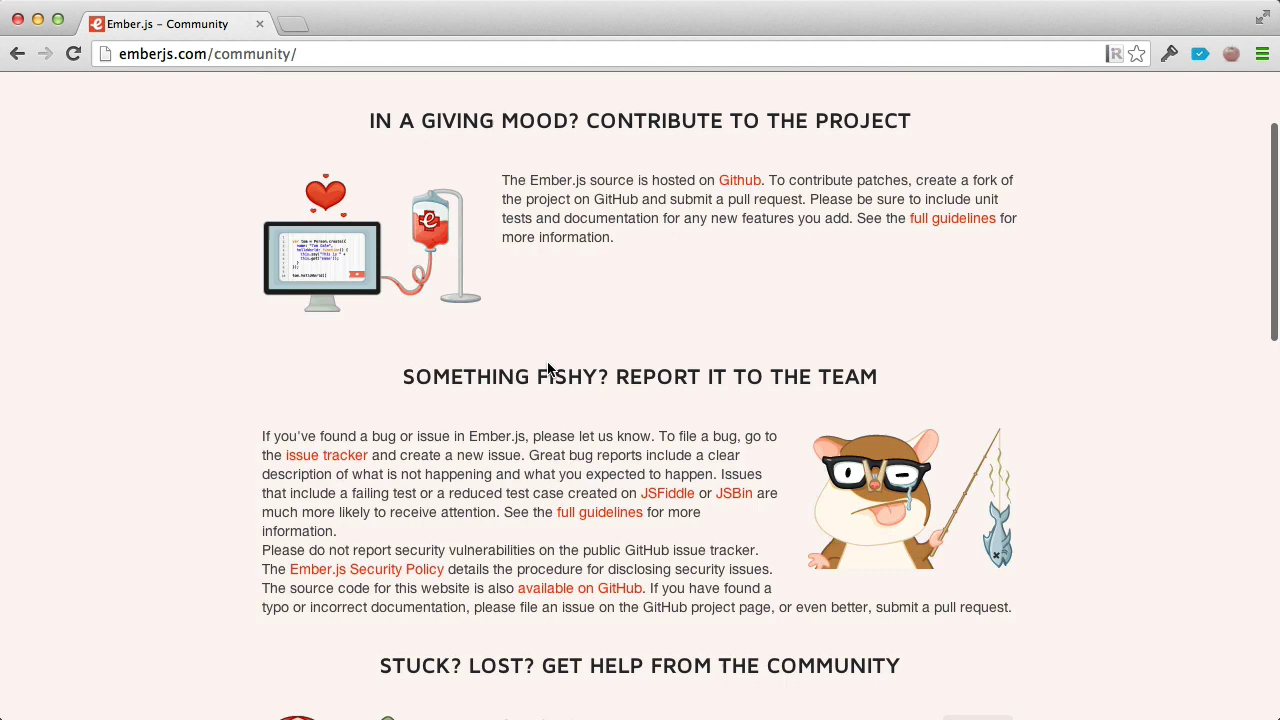 Ember.js – Community
emberjs.com/community/
IN A GIVING MOOD? CONTRIBUTE TO THE PROJECT
The Ember.js source is hosted on Github. To contribute patches, create a fork of
the project on GitHub and submit a pull request. Please be sure to include unit
tests and documentation for any new features you add. See the full guidelines for
more information.
SOMETHING FISHY? REPORT IT TO THE TEAM
If you've found a bug or issue in Ember.js, please let us know. To file a bug, go to
the issue tracker and create a new issue. Great bug reports include a clear
description of what is not happening and what you expected to happen. Issues
that include a failing test or a reduced test case created on JSFiddle or JSBin are
much more likely to receive attention. See the full guidelines for more
information.
Please do not report security vulnerabilities on the public GitHub issue tracker.
The Ember.js Security Policy details the procedure for disclosing security issues.
The source code for this website is also available on GitHub. If you have found a
typo or incorrect documentation, please file an issue on the GitHub project page, or even better, submit a pull request.
STUCK? LOST? GET HELP FROM THE COMMUNITY